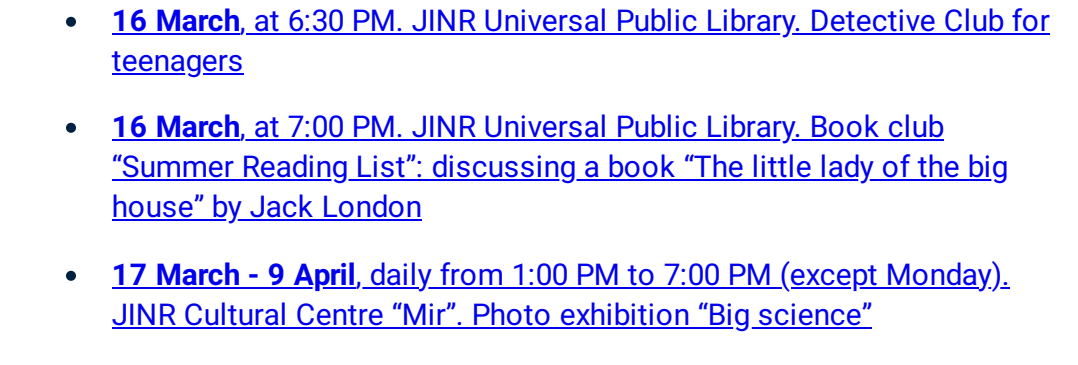 16 March, at 6:30 PM. JINR Universal Public Library. Detective Club for
teenagers
16 March, at 7:00 PM. JINR Universal Public Library. Book club
“Summer Reading List”: discussing a book “The little lady of the big
house” by Jack London
17 March - 9 April, daily from 1:00 PM to 7:00 PM (except Monday).
JINR Cultural Centre “Mir”. Photo exhibition “Big science”